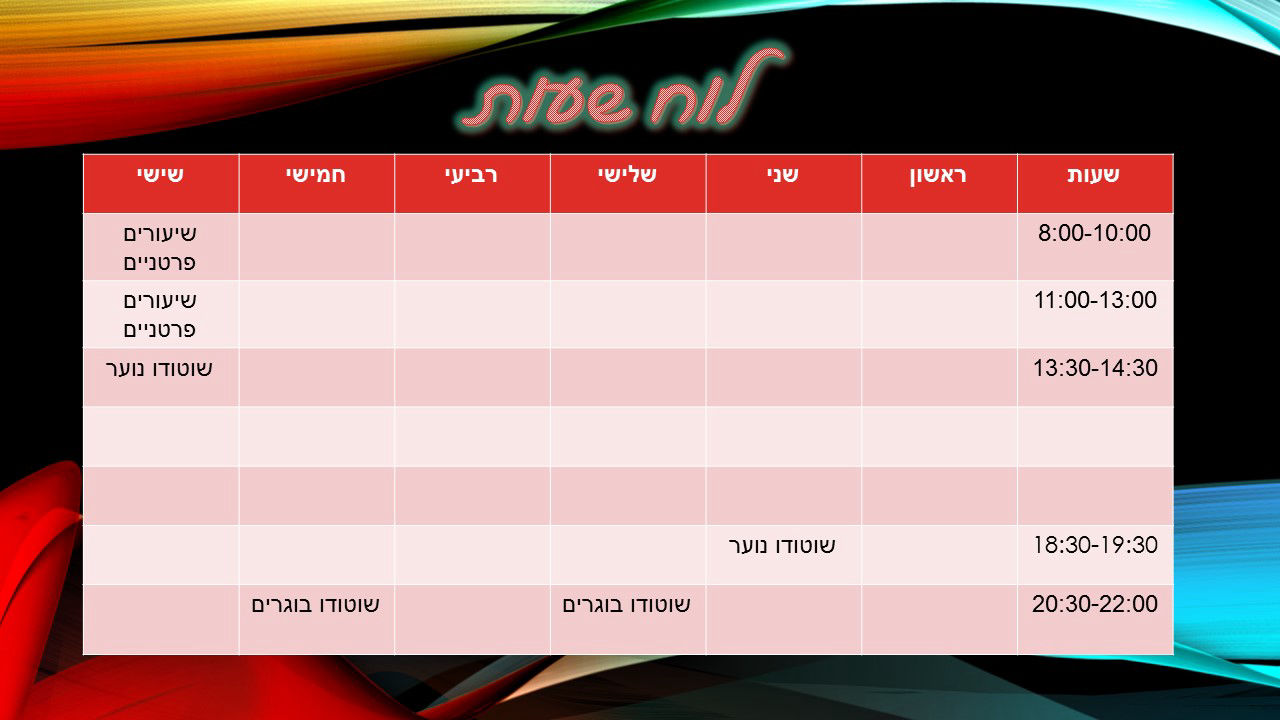 לוח שעות
שעות ראשון שני שלישי רביעי חמישי שישי
8:00-10:00 שיעורים
פרטניים
11:00-13:00 שיעורים
פרטניים
13:30-14:30 שוטודו נוער
18:30-19:30 שוטודו נוער
20:30-22:00 שוטודו בוגרים שוטודו בוגרים